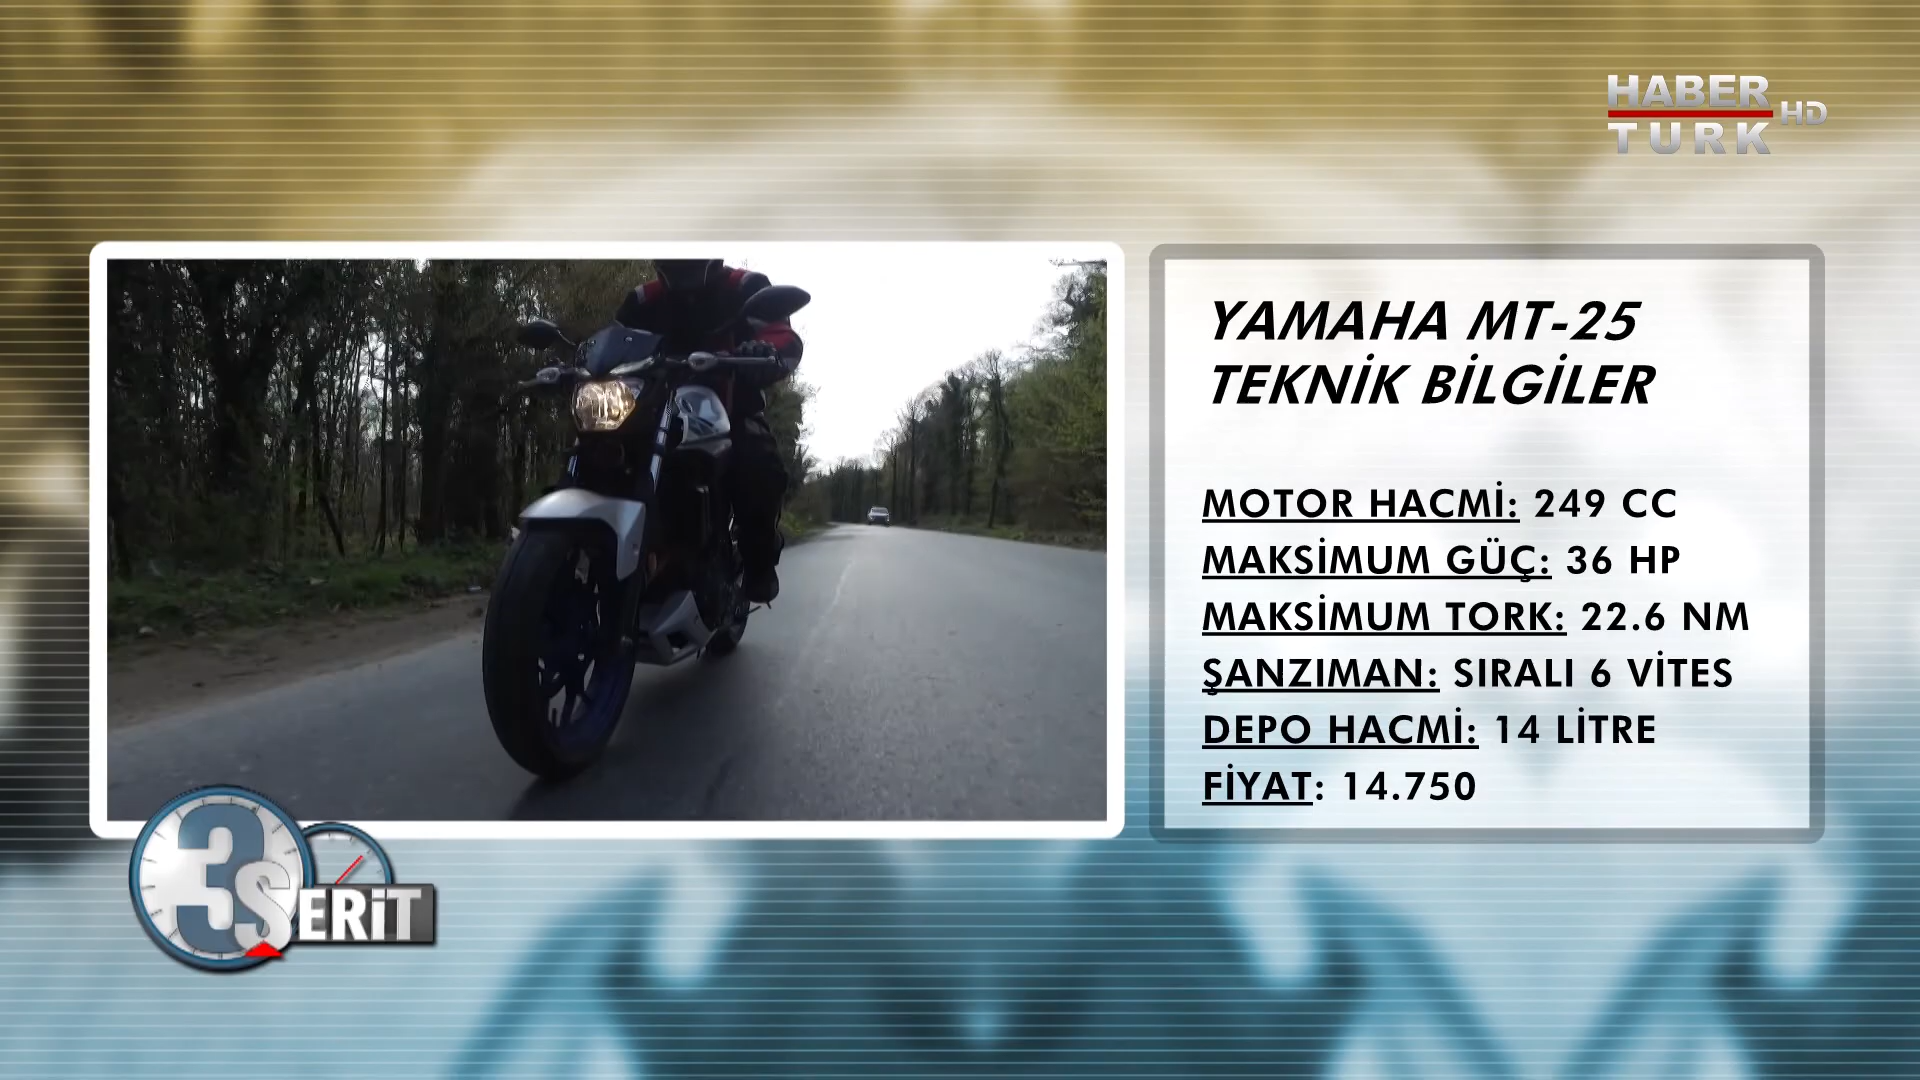 HABER
TURK HD
YAMAHA MT-25
TEKNİK BİLGİLER
MOTOR HACMİ: 249 CC
MAKSİMUM GÜÇ: 36 HP
MAKSİMUM TORK: 22.6 NM
ŞANZIMAN: SIRALI 6 VİTES
DEPO HACMİ: 14 LİTRE
FİYAT: 14.750
3 ŞERİT